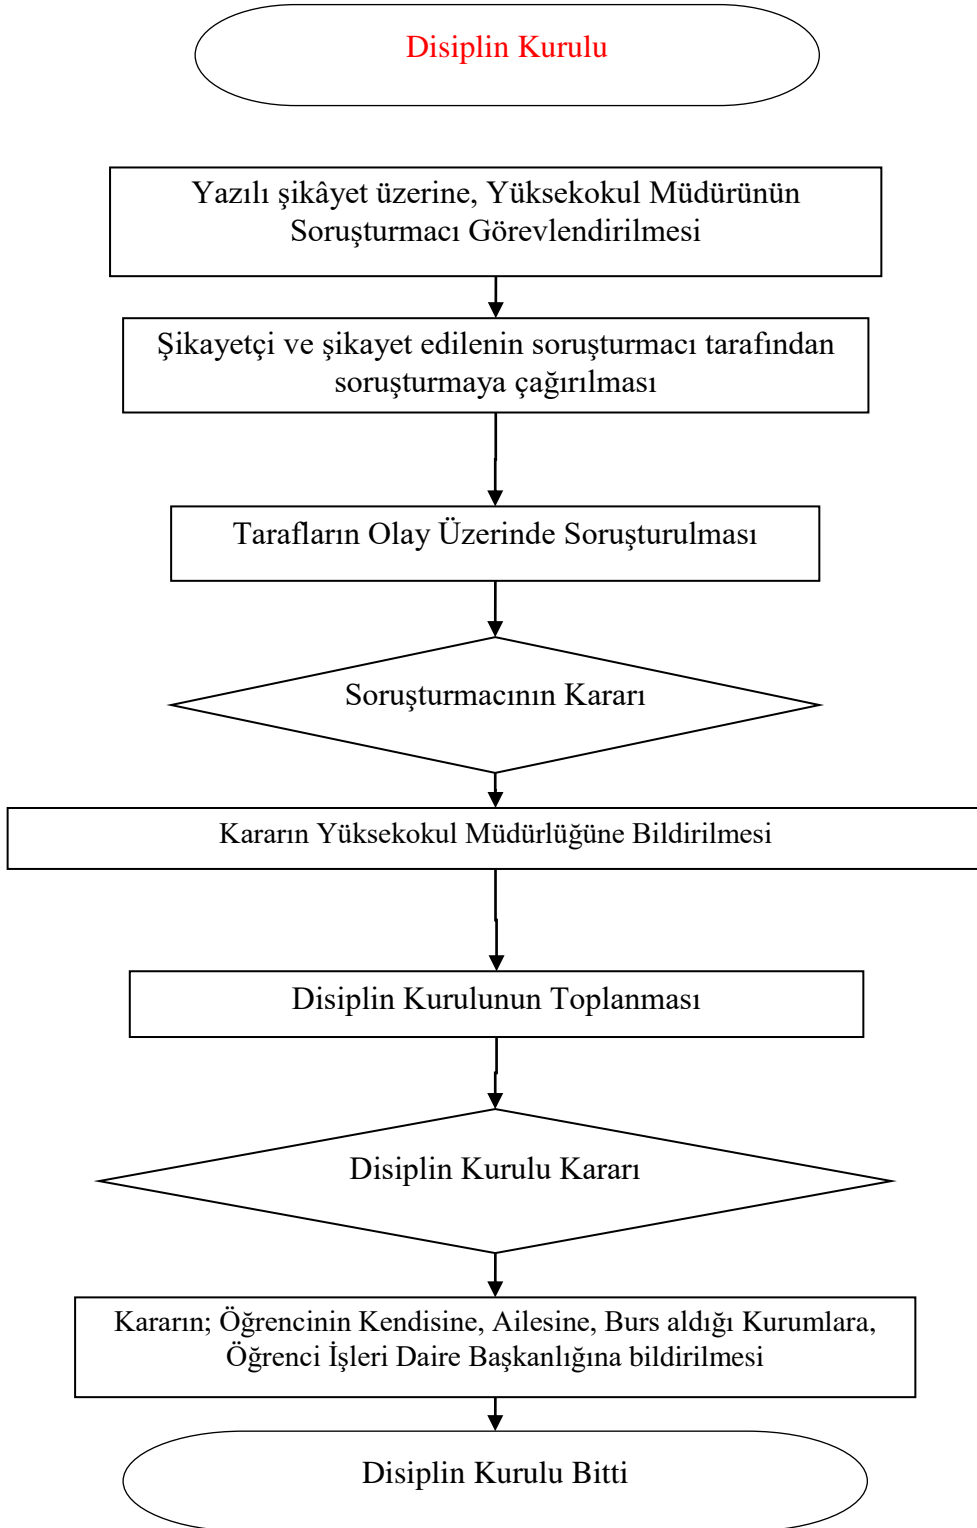 Disiplin Kurulu
Yazılı şikâyet üzerine, Yüksekokul Müdürünün
Soruşturmacı Görevlendirilmesi
Şikayetçi ve şikayet edilenin soruşturmacı tarafından
soruşturmaya çağırılması
Tarafların Olay Üzerinde Soruşturulması
Soruşturmacının Kararı
Kararın Yüksekokul Müdürlüğüne Bildirilmesi
Disiplin Kurulunun Toplanması
Disiplin Kurulu Kararı
Kararın; Öğrencinin Kendisine, Ailesine, Burs aldığı Kurumlara,
Öğrenci İşleri Daire Başkanlığına bildirilmesi
Disiplin Kurulu Bitti